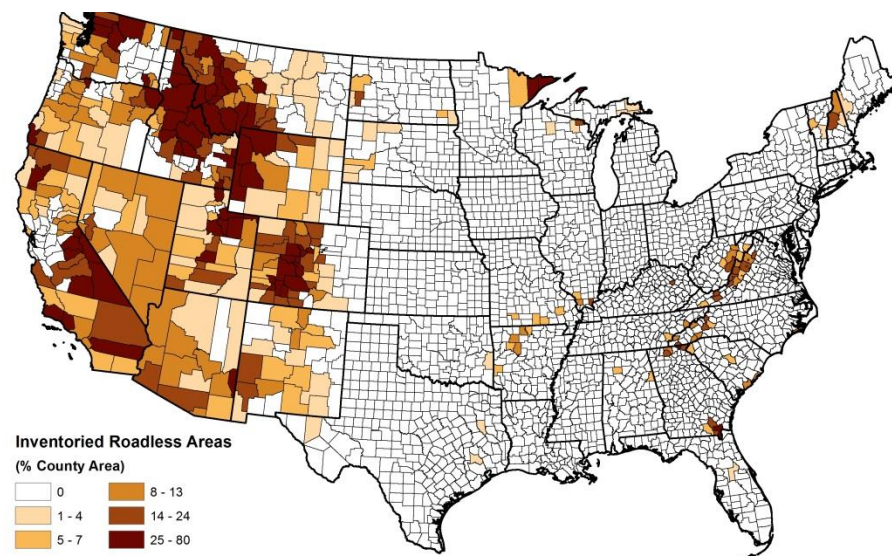 Inventoried Roadless Areas
(% County Area)
0
8 - 13
1 - 4
14 - 24
5 - 7
25 - 80